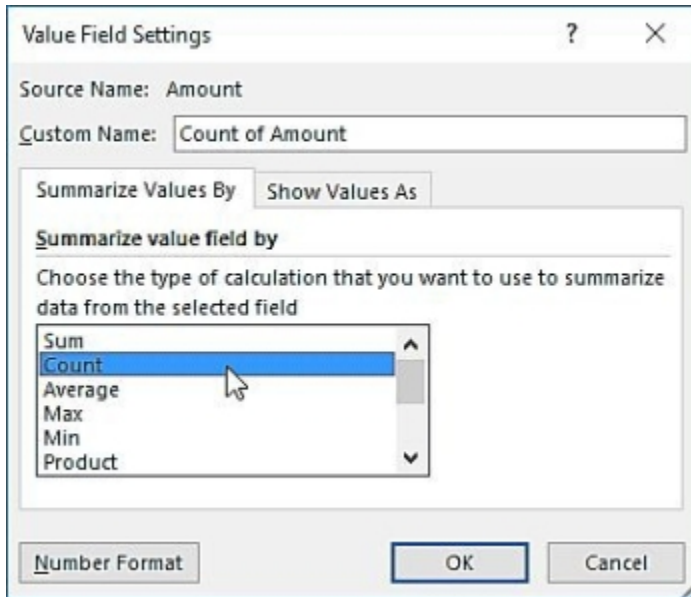 Value Field Settings ?
Source Name: Amount
Custom Name: Count of Amount
Summarize Values By Show Values As
Summarize value field by
Choose the type of calculation that you want to use to summarize
data from the selected field
Sum
Count
Average
Max
Min
Product
Number Format OK Cancel